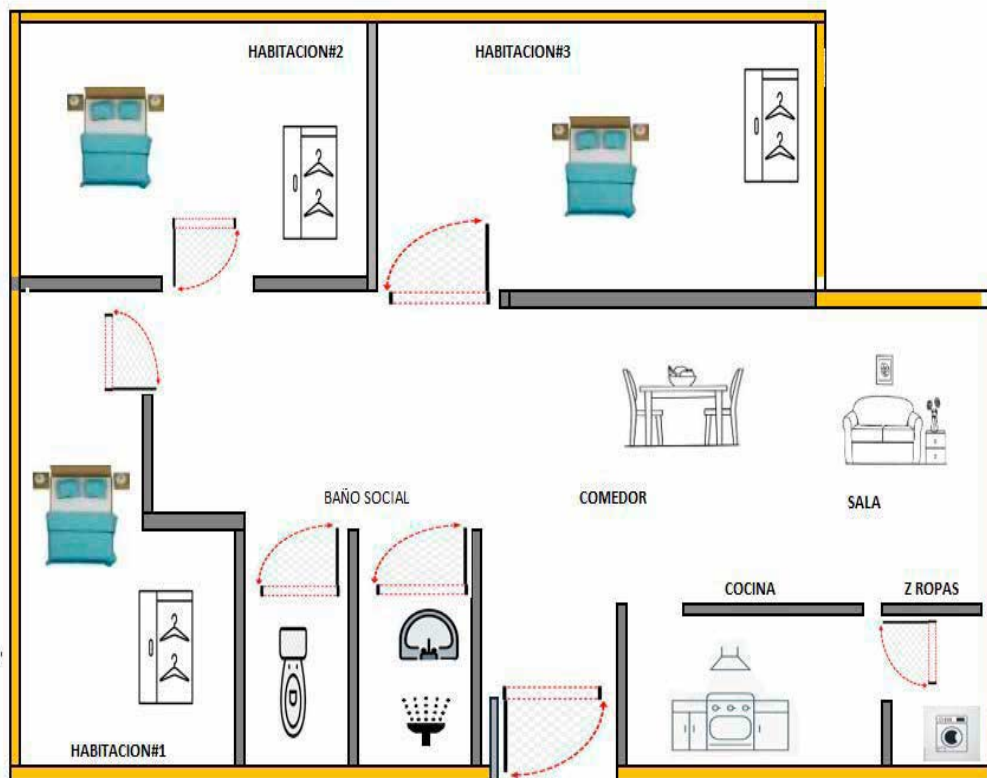 HABITACION#2
HABITACION#3
BAÑO SOCIAL
COMEDOR
SALA
COCINA
Z ROPAS
HABITACION#1